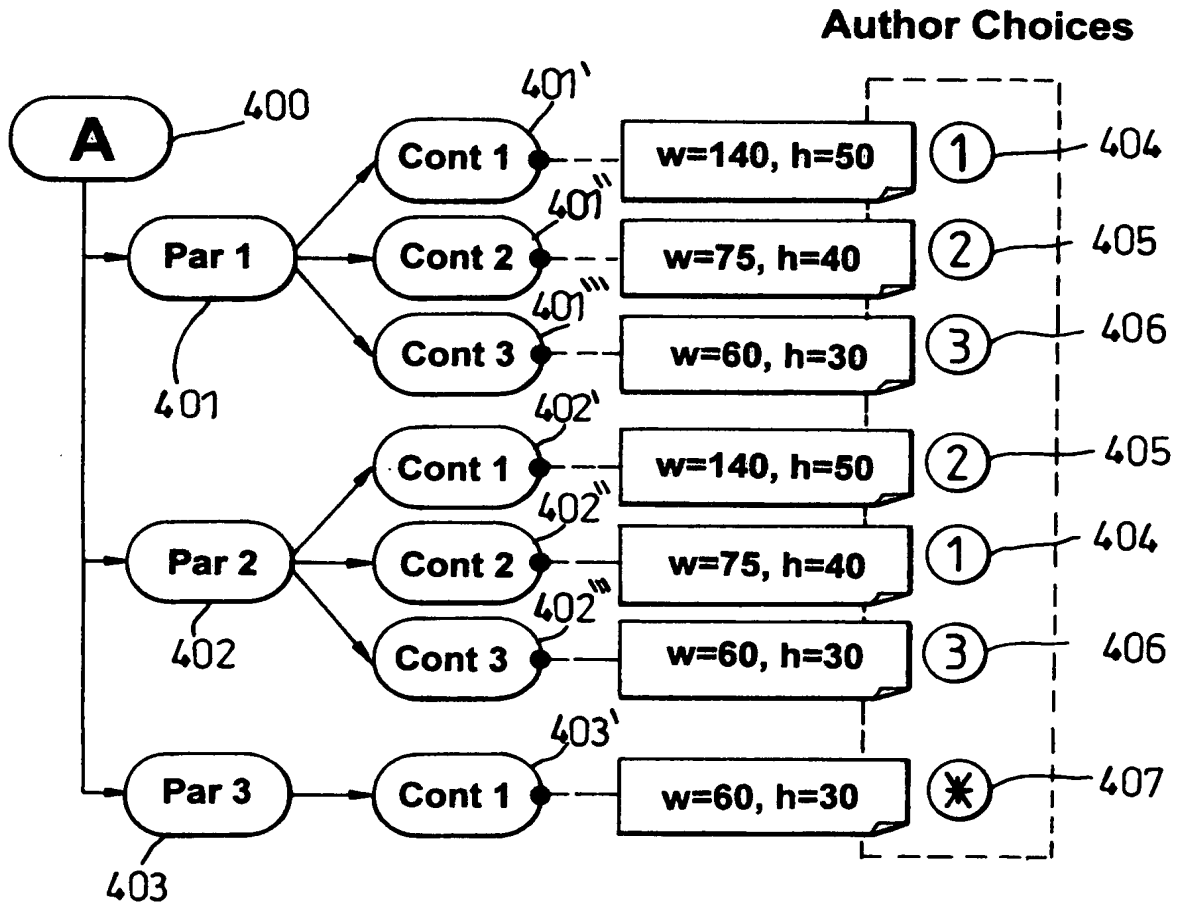 Author Choices
A
400
401'
Cont 1
w=140, h=50
1
404
Par 1
401
401"
Cont 2
w=75, h=40
2
405
401'''
Cont 3
w=60, h=30
3
406
402'
Cont 1
w=140, h=50
2
405
Par 2
402
402"
Cont 2
w=75, h=40
1
404
402'''
Cont 3
w=60, h=30
3
406
Par 3
403
403'
Cont 1
w=60, h=30
*
407